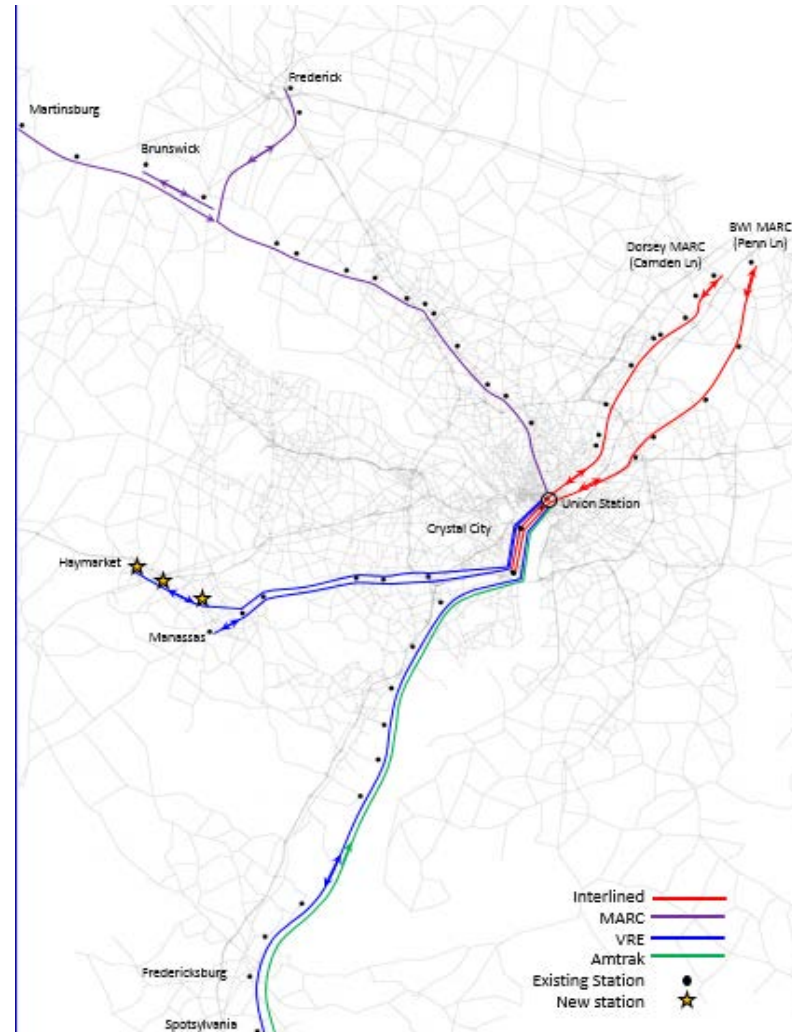 Frederick
Martinsburg
Brunswick
BWI MARC
(Penn Ln)
Dorsey MARC
(Camden Ln)
Union Station
Crystal City
Haymarket
Manassas
Interlined
MARC
VRE
Amtrak
Fredericksburg
Existing Station
New station
Spotsylvania